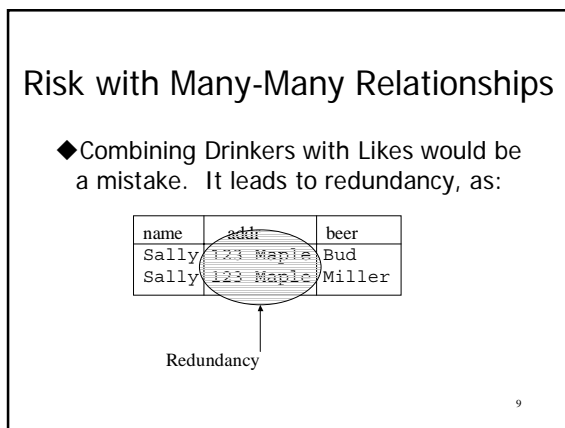 Risk with Many-Many Relationships
◆Combining Drinkers with Likes would be
a mistake. It leads to redundancy, as:
name addr beer
Sally 123 Maple Bud
Sally 123 Maple Miller
Redundancy
9